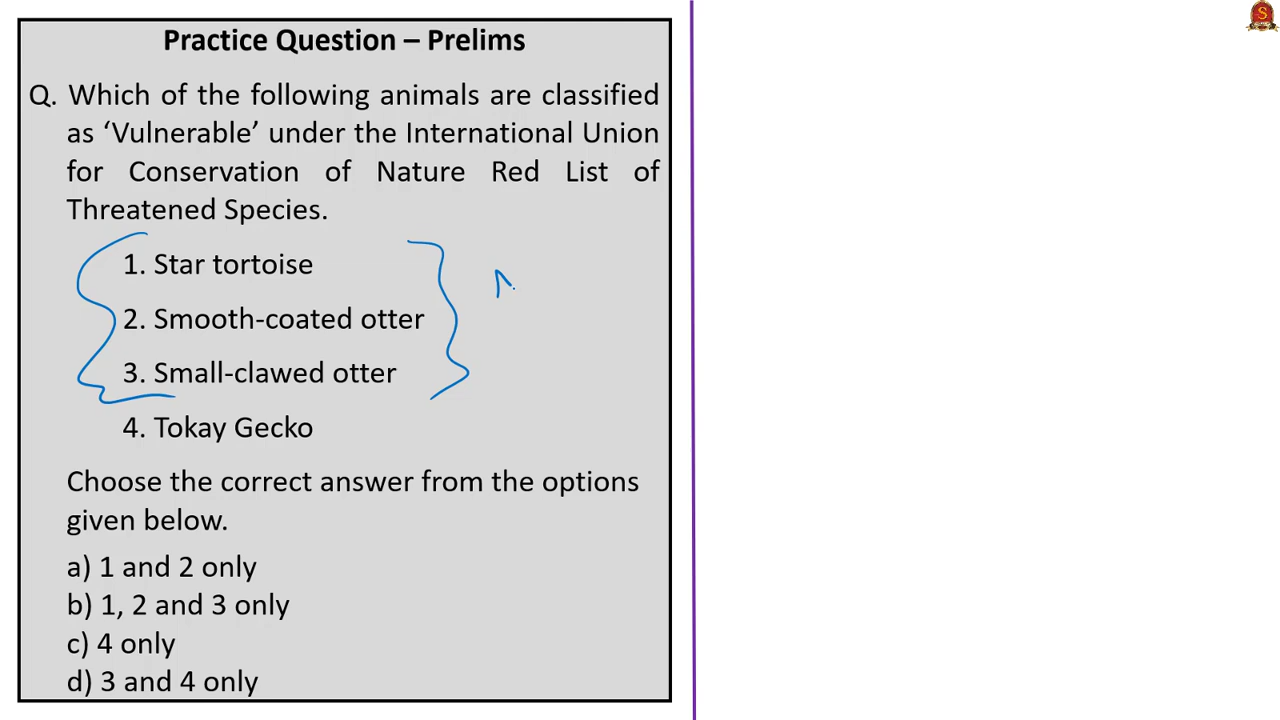 Practice Question – Prelims
Q. Which of the following animals are classified
as ‘Vulnerable’ under the International Union
for Conservation of Nature Red List of
Threatened Species.
1. Star tortoise
2. Smooth-coated otter
3. Small-clawed otter
4. Tokay Gecko
Choose the correct answer from the options
given below.
a) 1 and 2 only
b) 1, 2 and 3 only
c) 4 only
d) 3 and 4 only